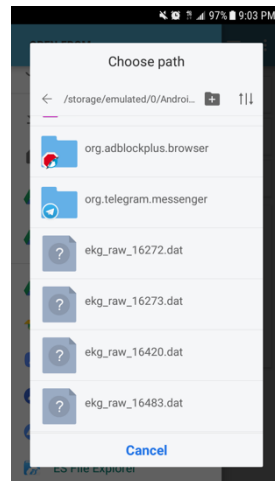 97% 9:03 PM
Choose path
/storage/emulated/0/Androi...
org.adblockplus.browser
org.telegram.messenger
ekg_raw_16272.dat
ekg_raw_16273.dat
ekg_raw_16420.dat
ekg_raw_16483.dat
Cancel
ES File Explorer